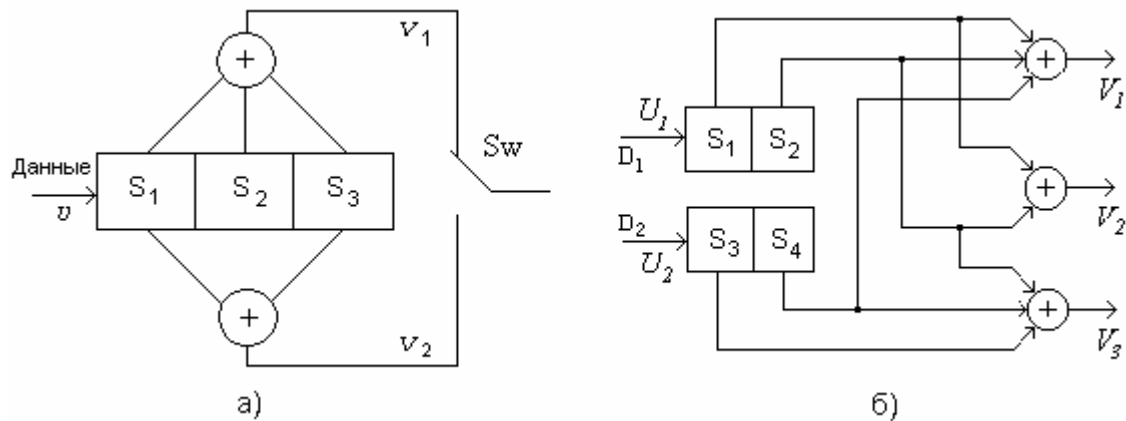 +
v₁
Данные
υ
S₁ S₂ S₃
Sw
+
v₂
а)
U₁
D₁
S₁ S₂
D₂
U₂
S₃ S₄
+
V₁
+
V₂
+
V₃
б)